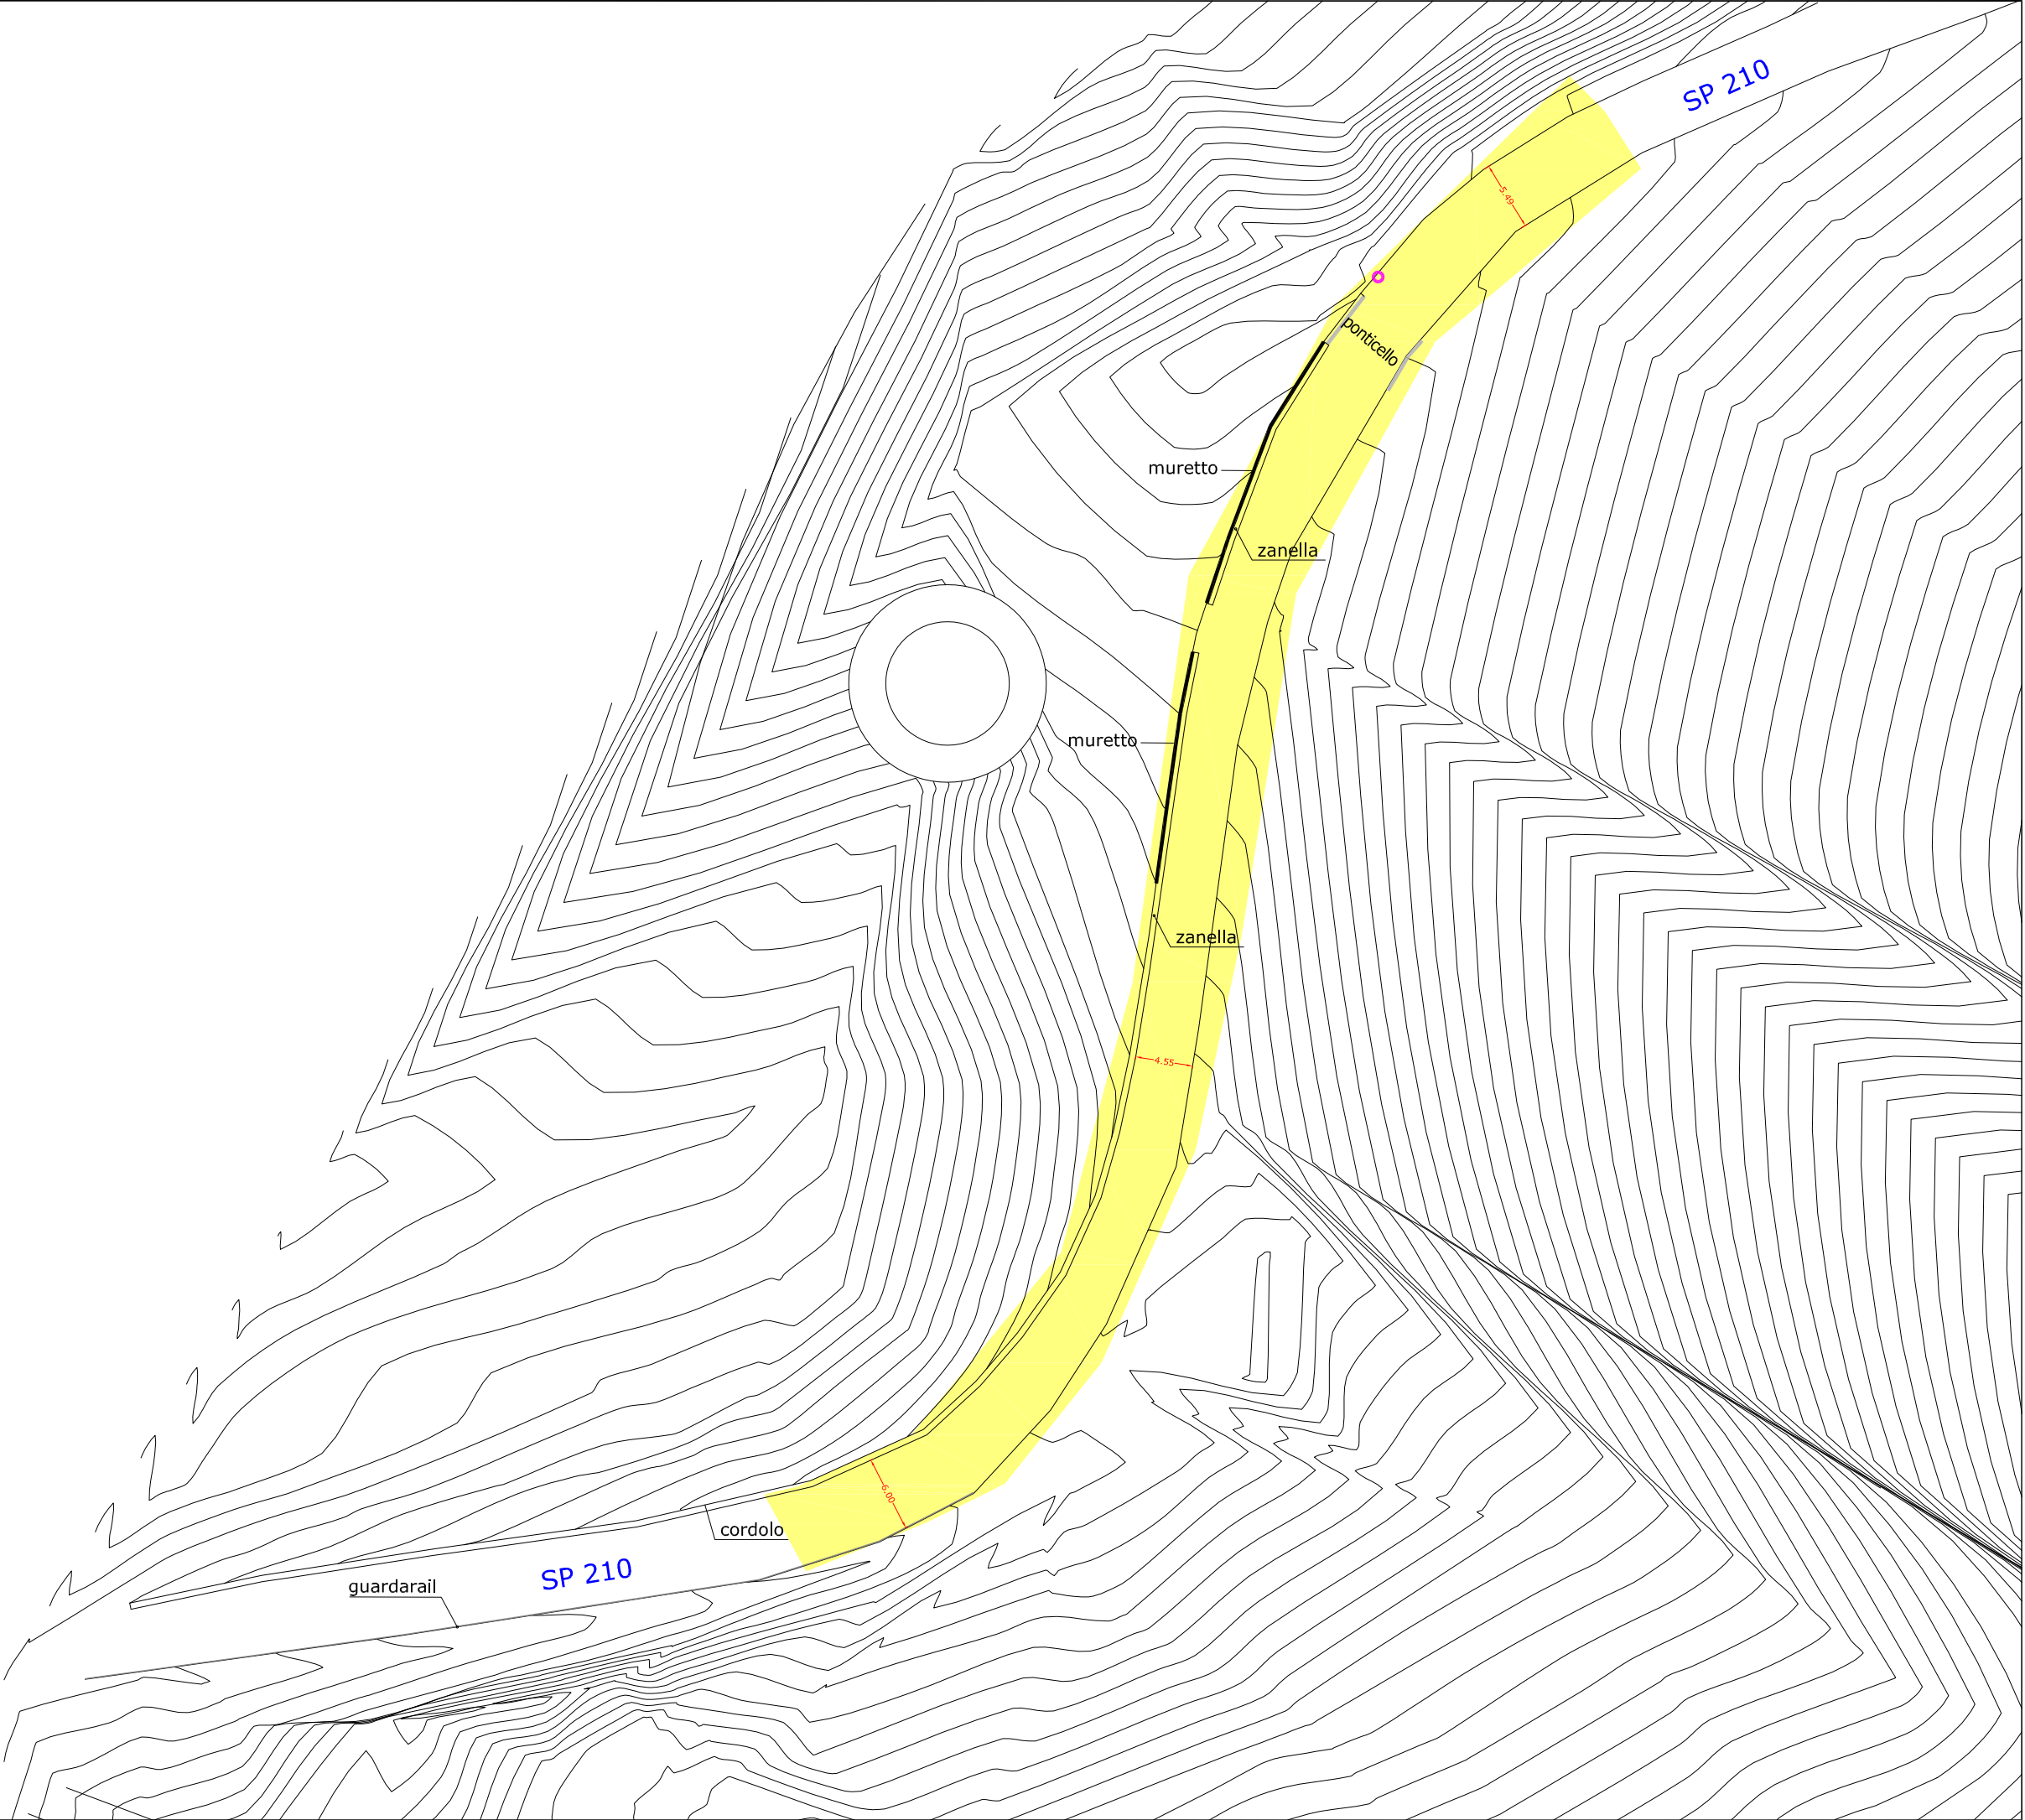 SP 210
5.49
ponticello
muretto
zanella
muretto
zanella
4.55
6.00
cordolo
SP 210
guardarail